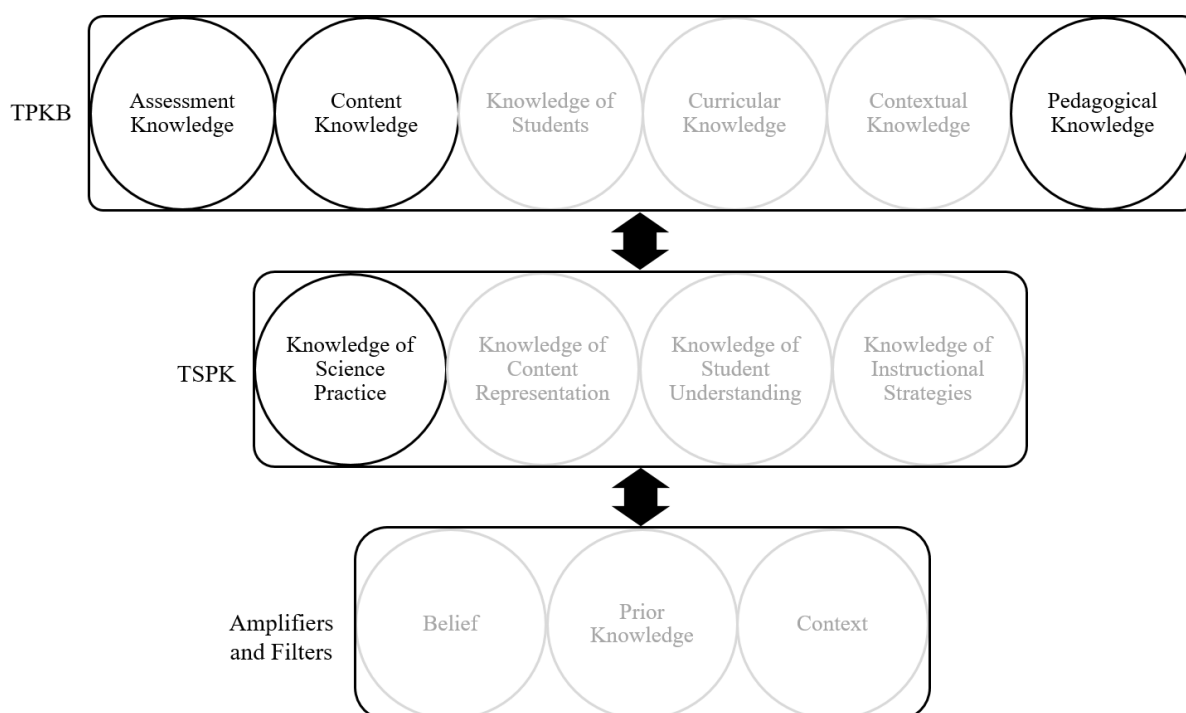 TPKB
Assessment
Knowledge
Content
Knowledge
Knowledge of
Students
Curricular
Knowledge
Contextual
Knowledge
Pedagogical
Knowledge
TSPK
Knowledge of
Science
Practice
Knowledge of
Content
Representation
Knowledge of
Student
Understanding
Knowledge of
Instructional
Strategies
Amplifiers
and Filters
Belief
Prior
Knowledge
Context